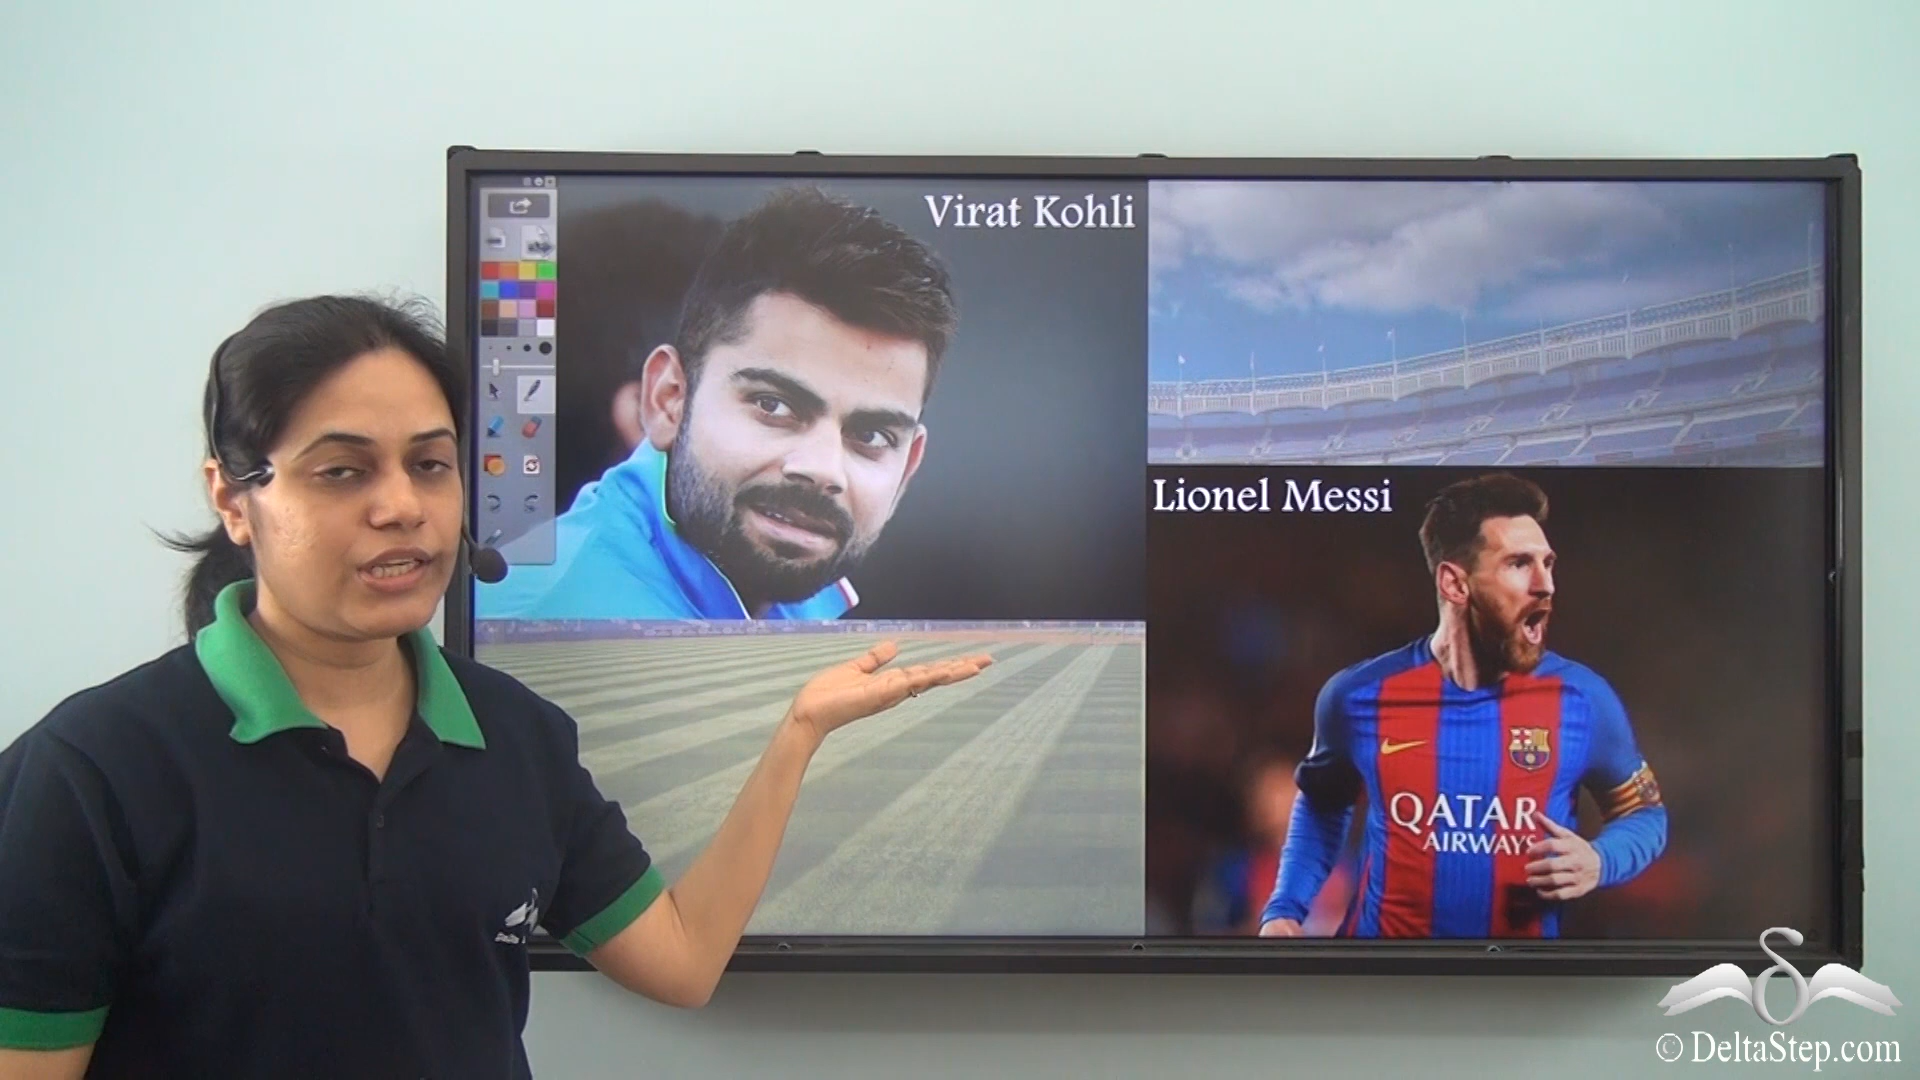 Virat Kohli
Lionel Messi
QATAR
AIRWAYS
© DeltaStep.com